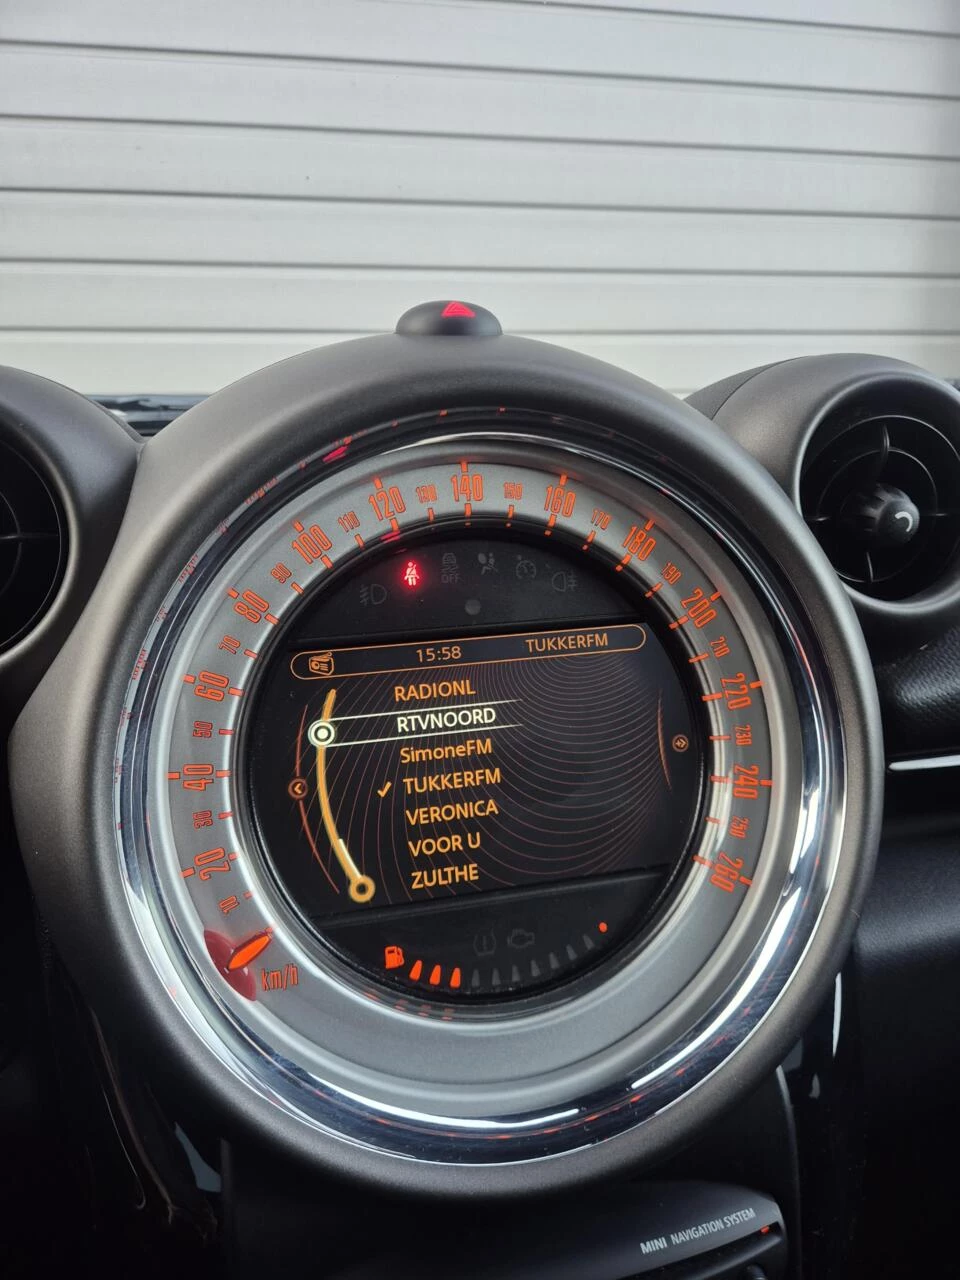 10
20
30
40
50
60
70
80
90
100
110
120
130
140
150
160
170
180
190
200
210
220
230
240
250
260
km/h
OFF
15:58 TUKKERFM
RADIONL
RTVNOORD
SimoneFM
TUKKERFM
VERONICA
VOOR U
ZULTHE
MINI NAVIGATION SYSTEM